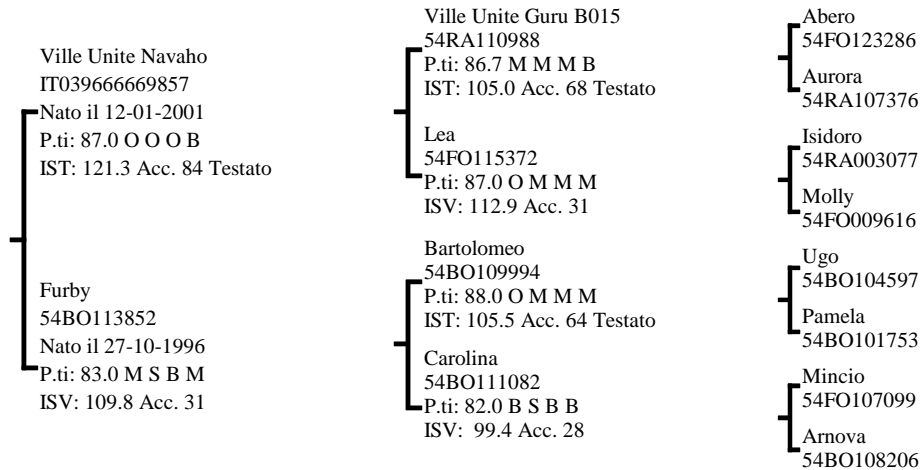 Ville Unite Navaho
IT039666669857
Nato il 12-01-2001
P.ti: 87.0 O O O B
IST: 121.3 Acc. 84 Testato
Furby
54BO113852
Nato il 27-10-1996
P.ti: 83.0 M S B M
ISV: 109.8 Acc. 31
Ville Unite Guru B015
54RA110988
P.ti: 86.7 M M M B
IST: 105.0 Acc. 68 Testato
Lea
54FO115372
P.ti: 87.0 O M M M
ISV: 112.9 Acc. 31
Bartolomeo
54BO109994
P.ti: 88.0 O M M M
IST: 105.5 Acc. 64 Testato
Carolina
54BO111082
P.ti: 82.0 B S B B
ISV: 99.4 Acc. 28
Abero
54FO123286
Aurora
54RA107376
Isidoro
54RA003077
Molly
54FO009616
Ugo
54BO104597
Pamela
54BO101753
Mincio
54FO107099
Arnova
54BO108206